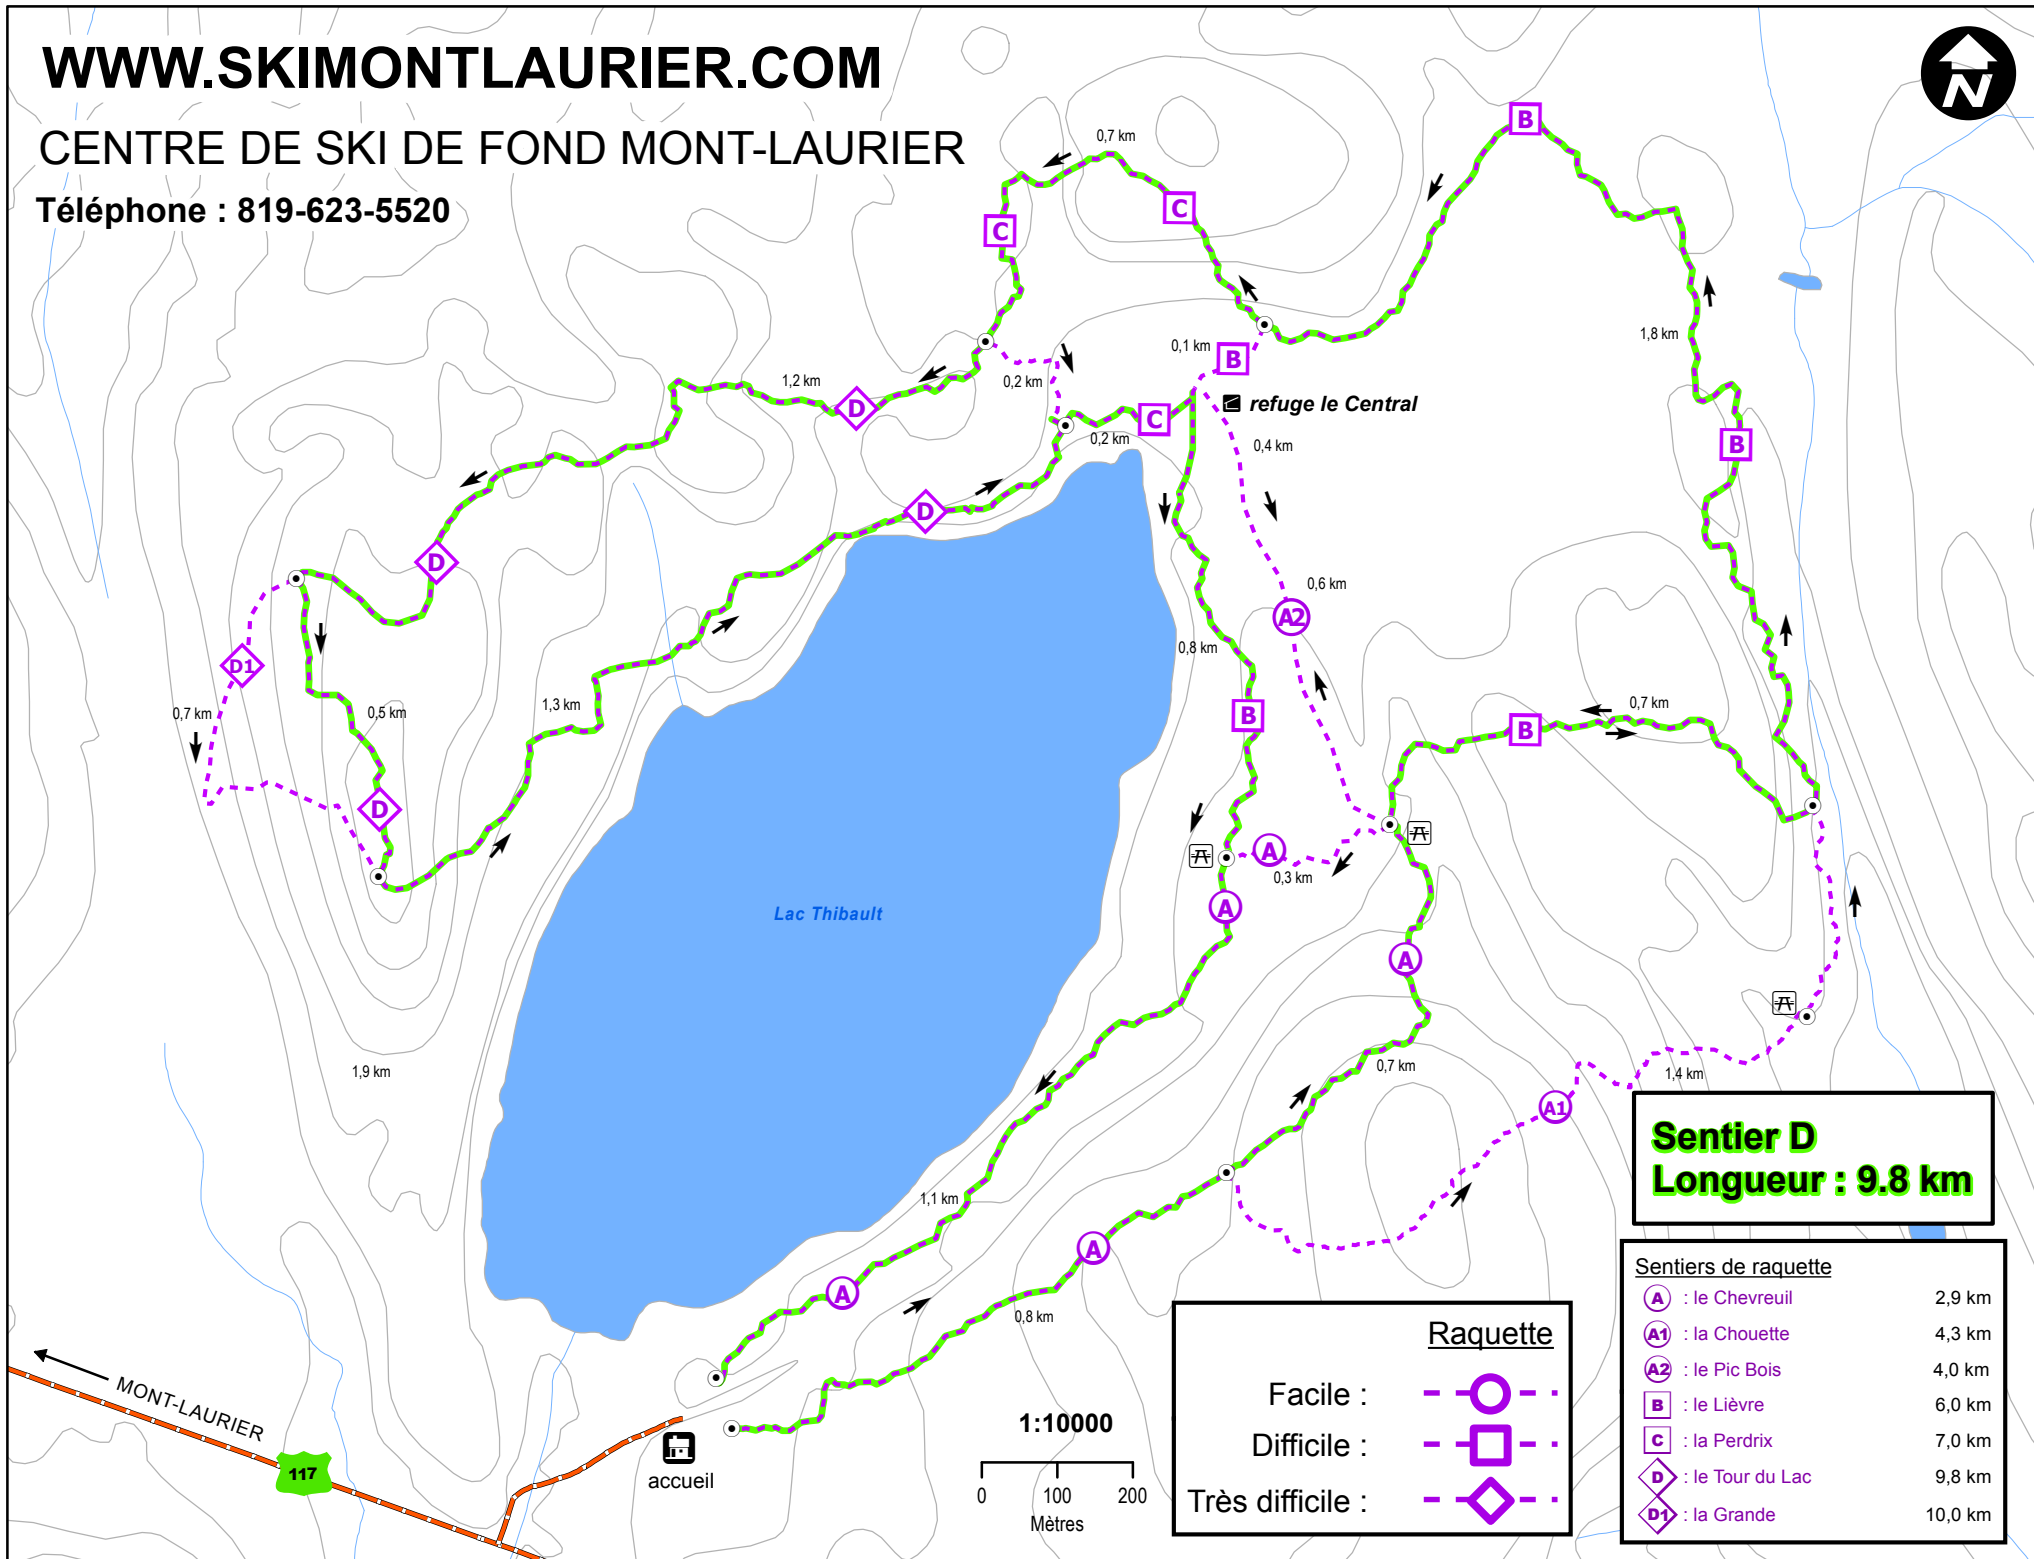 WWW.SKIMONTLAURIER.COM
CENTRE DE SKI DE FOND MONT-LAURIER
Téléphone : 819-623-5520
N
B
0,7 km
C
C
1,8 km
0,1 km
B
0,2 km
1,2 km
D
refuge le Central
C
0,2 km
0,4 km
B
D
D
0,6 km
A2
0,8 km
D1
0,7 km
0,5 km
1,3 km
B
0,7 km
B
D
A
0,3 km
A
Lac Thibault
A
1,9 km
0,7 km
1,4 km
A1
1,1 km
A
A
0,8 km
MONT-LAURIER
117
accueil
1:10000
0 100 200
Mètres
Raquette
Facile :
Difficile :
Très difficile :
Sentier D
Longueur : 9.8 km
Sentiers de raquette
A : le Chevreuil 2,9 km
A1 : la Chouette 4,3 km
A2 : le Pic Bois 4,0 km
B : le Lièvre 6,0 km
C : la Perdrix 7,0 km
D : le Tour du Lac 9,8 km
D1 : la Grande 10,0 km